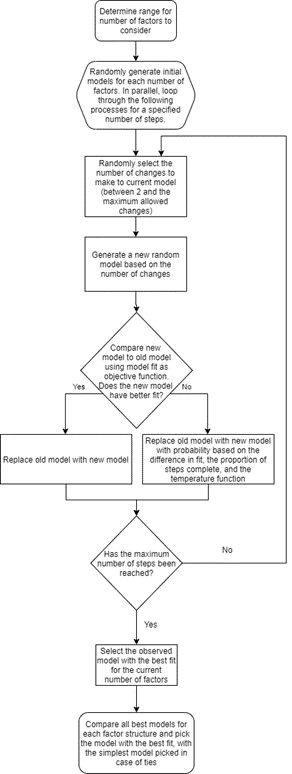 Determine range for
number of factors to
consider
Randomly generate initial
models for each number of
factors. In parallel, loop
through the following
processes for a specified
number of steps.
Randomly select the
number of changes to
make to current model
(between 2 and the
maximum allowed
changes)
Generate a new random
model based on the
number of changes
Compare new
model to old model
using model fit as
objective function.
Does the new model
have better fit?
Yes
No
Replace old model with new model
Replace old model with new model
with probability based on the
difference in fit, the proportion of
steps complete, and the
temperature function
Has the maximum
number of steps been
reached?
No
Yes
Select the observed
model with the best fit
for the current
number of factors
Compare all best models for
each factor structure and pick
the model with the best fit, with
the simplest model picked in
case of ties